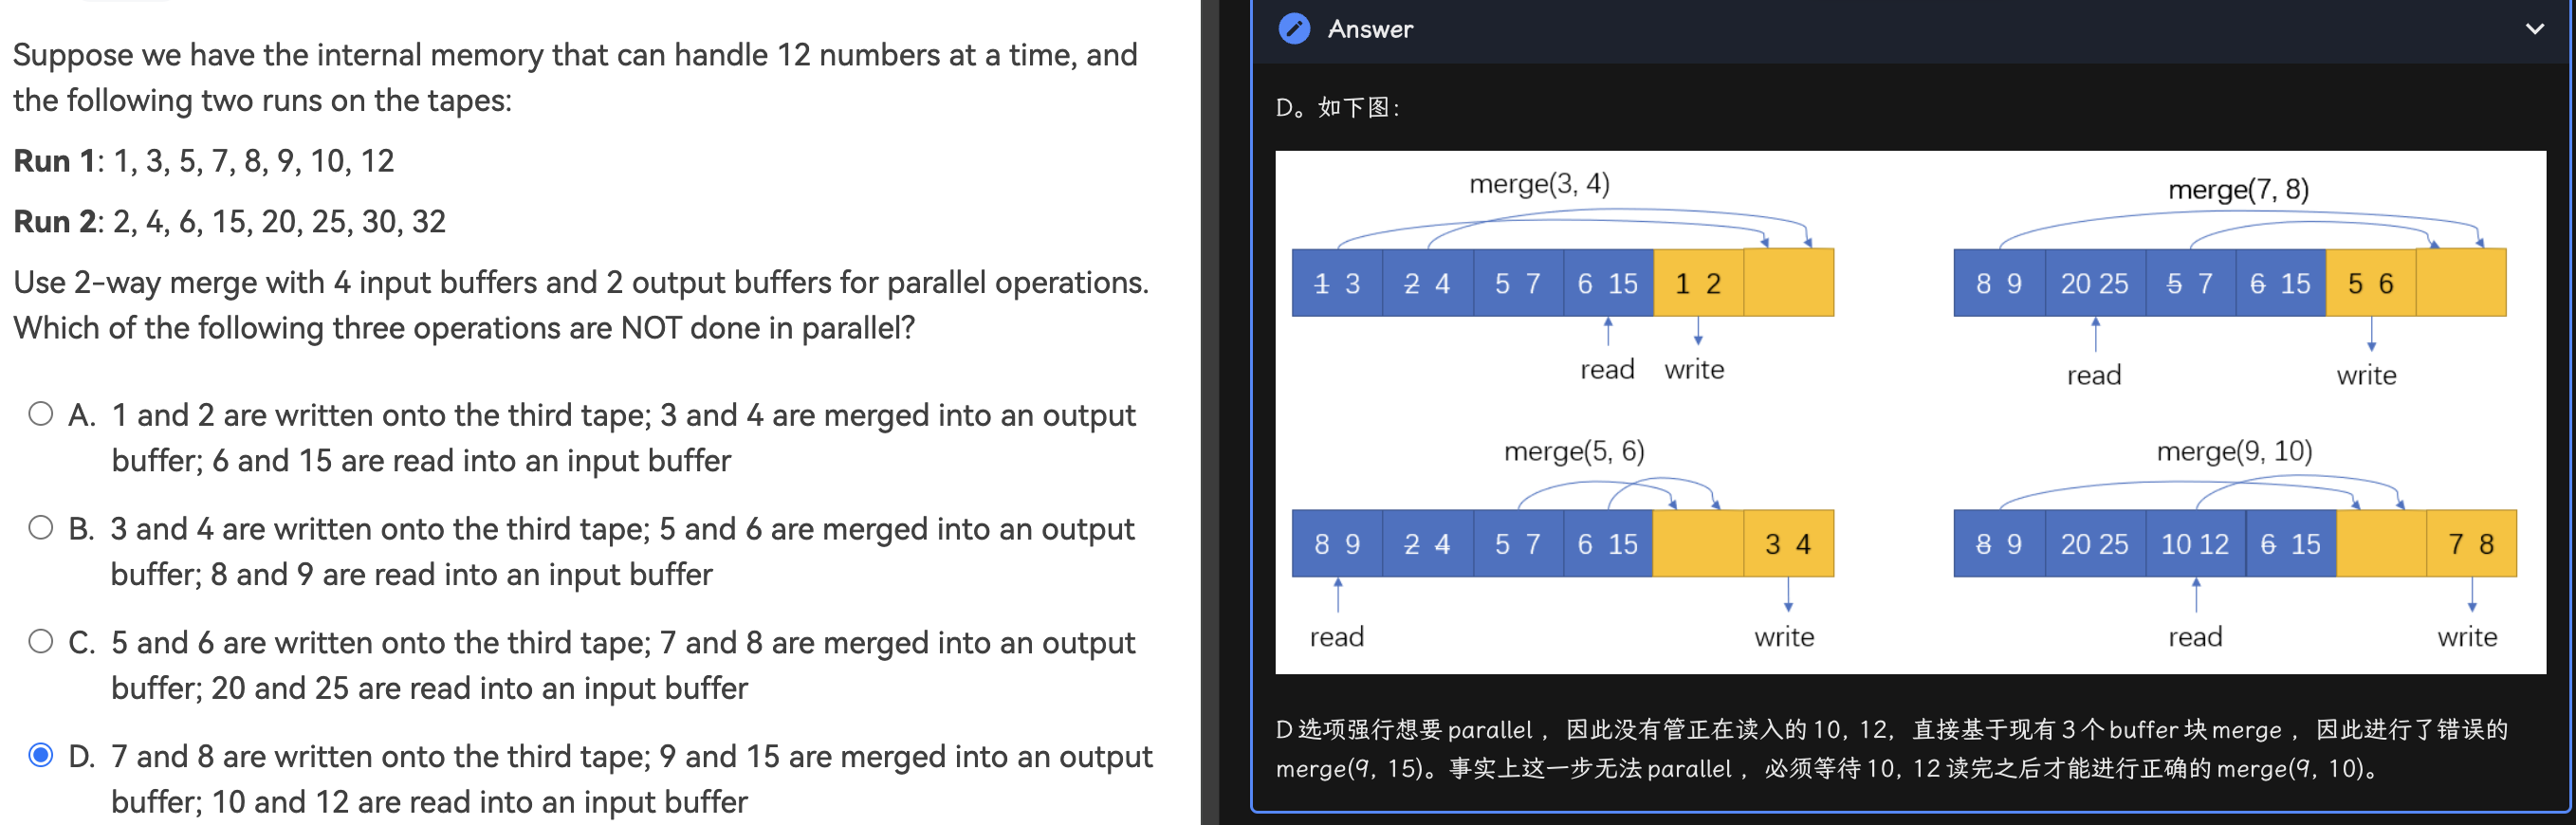 Suppose we have the internal memory that can handle 12 numbers at a time, and
the following two runs on the tapes:
Run 1: 1, 3, 5, 7, 8, 9, 10, 12
Run 2: 2, 4, 6, 15, 20, 25, 30, 32
Use 2-way merge with 4 input buffers and 2 output buffers for parallel operations.
Which of the following three operations are NOT done in parallel?
A. 1 and 2 are written onto the third tape; 3 and 4 are merged into an output
buffer; 6 and 15 are read into an input buffer
B. 3 and 4 are written onto the third tape; 5 and 6 are merged into an output
buffer; 8 and 9 are read into an input buffer
C. 5 and 6 are written onto the third tape; 7 and 8 are merged into an output
buffer; 20 and 25 are read into an input buffer
D. 7 and 8 are written onto the third tape; 9 and 15 are merged into an output
buffer; 10 and 12 are read into an input buffer
Answer
D。如下图：
merge(3, 4)
1 3 2 4 5 7 6 15 1 2
read write
merge(7, 8)
8 9 20 25 5 7 6 15 5 6
read write
merge(5, 6)
8 9 2 4 5 7 6 15 3 4
read write
merge(9, 10)
8 9 20 25 10 12 6 15 7 8
read write
D 选项强行想要 parallel ，因此没有管正在读入的 10，12，直接基于现有 3 个 buffer 块 merge ，因此进行了错误的
merge(9, 15)。事实上这一步无法 parallel ，必须等待 10，12 读完之后才能进行正确的 merge(9, 10)。